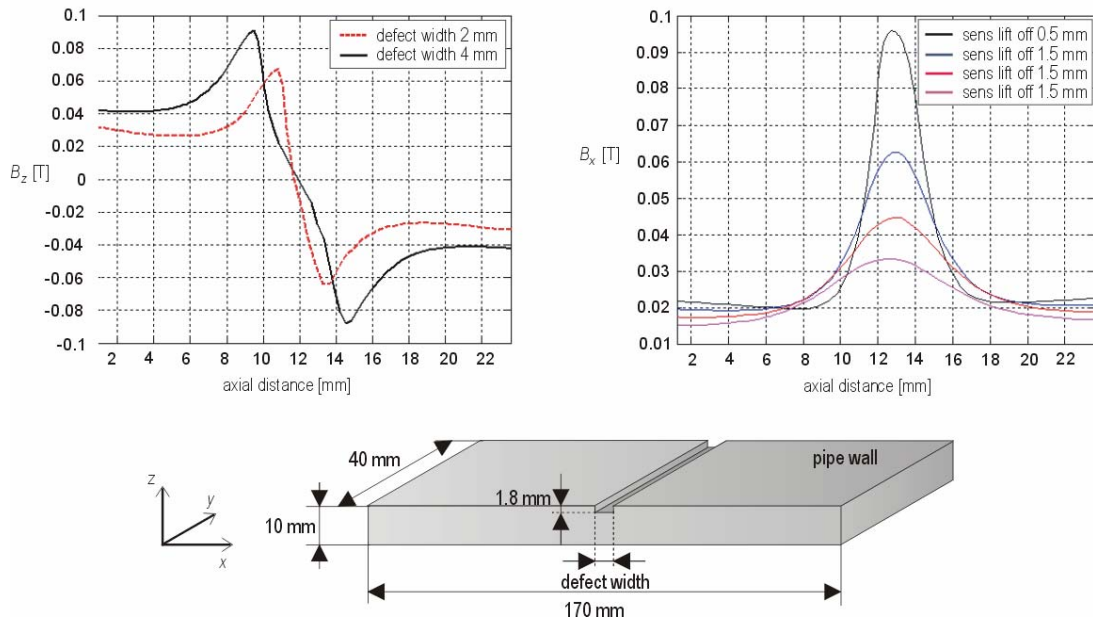 0.1
0.08
0.06
0.04
0.02
0
-0.02
-0.04
-0.06
-0.08
-0.1
Bz [T]
defect width 2 mm
defect width 4 mm
2 4 6 8 10 12 14 16 18 20 22
axial distance [mm]
0.1
0.09
0.08
0.07
0.06
0.05
0.04
0.03
0.02
0.01
Bx [T]
sens lift off 0.5 mm
sens lift off 1.5 mm
sens lift off 1.5 mm
sens lift off 1.5 mm
2 4 6 8 10 12 14 16 18 20 22
axial distance [mm]
z
y
x
40 mm
10 mm
1.8 mm
pipe wall
defect width
170 mm